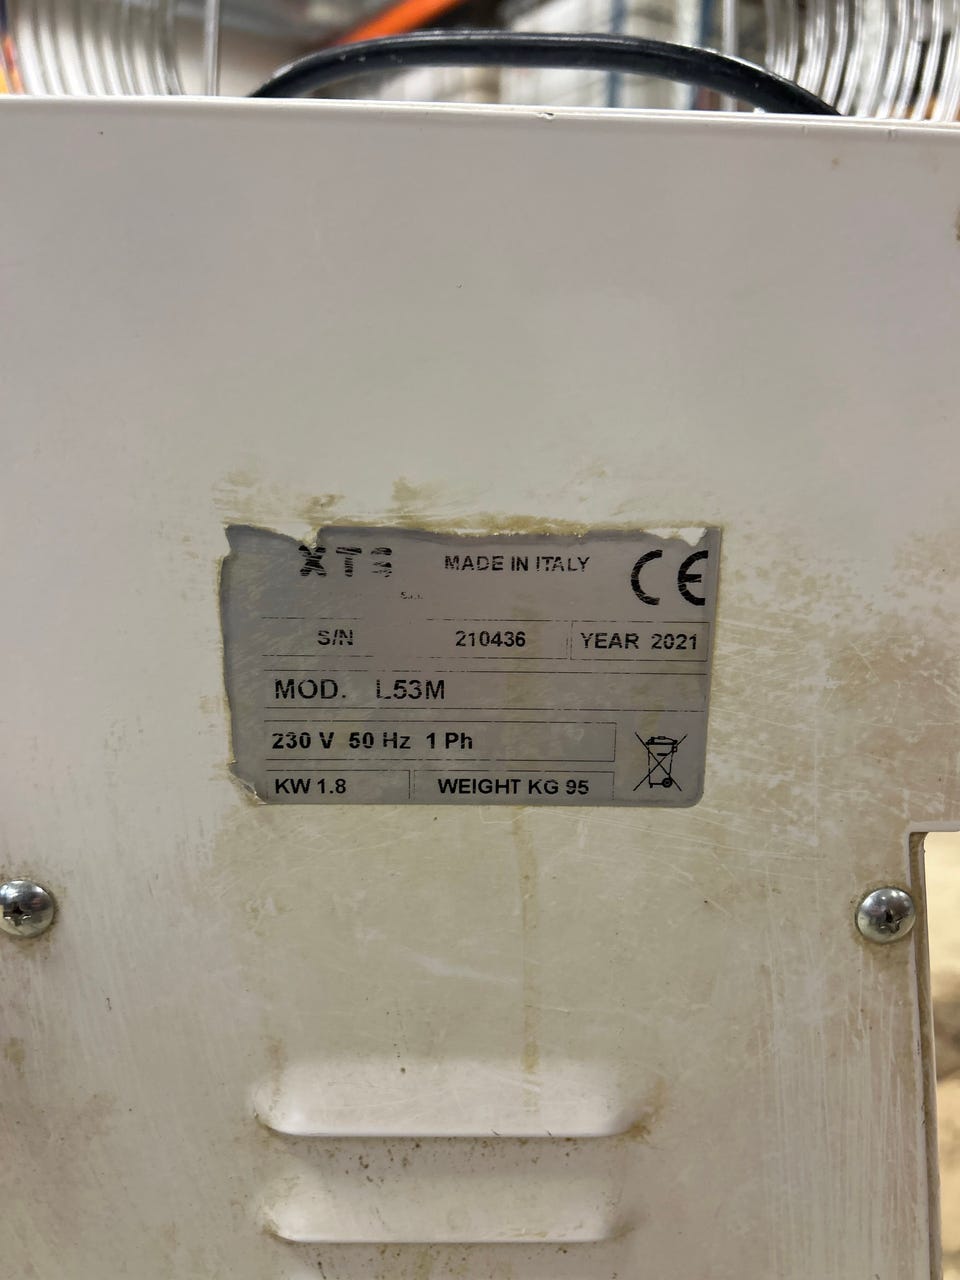 MADE IN ITALY CE
S/N 210436 YEAR 2021
MOD. L53M
230 V 50 Hz 1 Ph
KW 1.8 WEIGHT KG 95